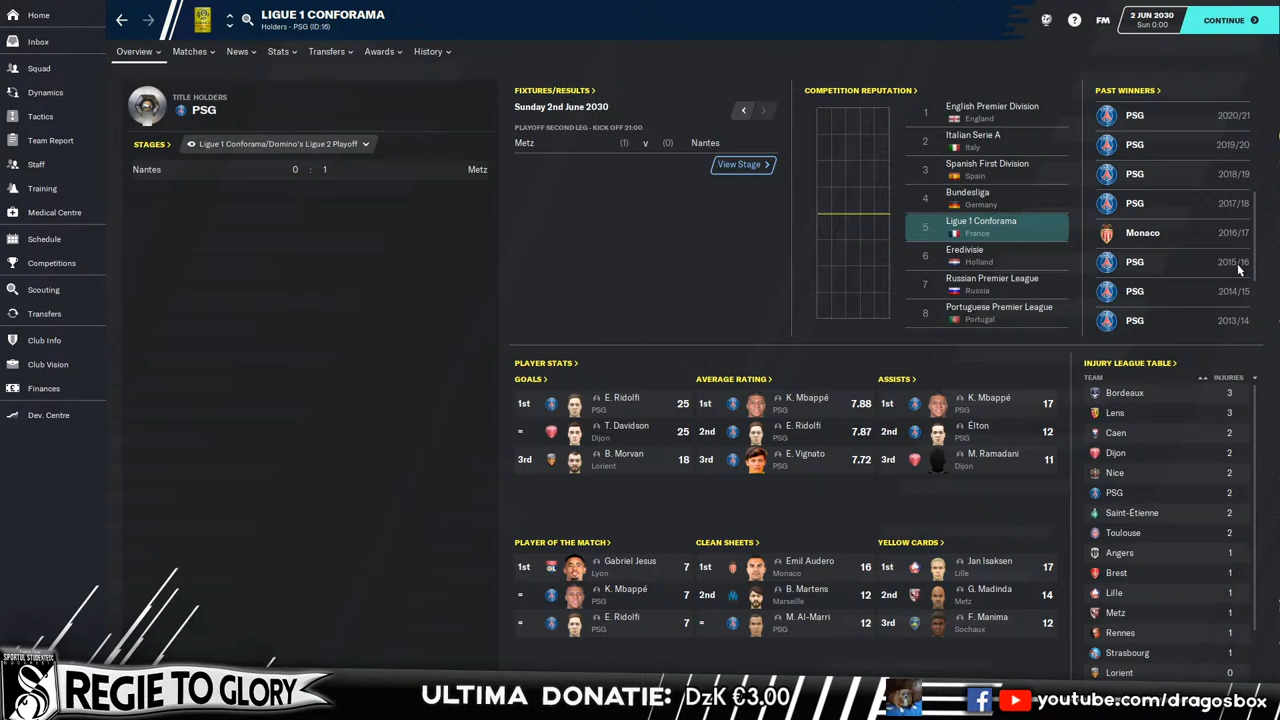 Home
Inbox
Squad
Dynamics
Tactics
Team Report
Staff
Training
Medical Centre
Schedule
Competitions
Scouting
Transfers
Club Info
Club Vision
Finances
Dev. Centre
LIGUE 1 CONFORAMA
Holders - PSG (ID:16)
? FM
2 JUN 2030
Sun 0:00
CONTINUE
Overview Matches News Stats Transfers Awards History
TITLE HOLDERS
PSG
STAGES > Ligue 1 Conforama/Domino's Ligue 2 Playoff
Nantes 0 : 1 Metz
FIXTURES/RESULTS >
Sunday 2nd June 2030
PLAYOFF SECOND LEG - KICK OFF 21:00
Metz (1) v (0) Nantes
View Stage >
COMPETITION REPUTATION >
1 English Premier Division
England
2 Italian Serie A
Italy
3 Spanish First Division
Spain
4 Bundesliga
Germany
5 Ligue 1 Conforama
France
6 Eredivisie
Holland
7 Russian Premier League
Russia
8 Portuguese Premier League
Portugal
PAST WINNERS >
PSG 2020/21
PSG 2019/20
PSG 2018/19
PSG 2017/18
Monaco 2016/17
PSG 2015/16
PSG 2014/15
PSG 2013/14
PLAYER STATS >
GOALS >
1st E. Ridolfi 25
PSG
= T. Davidson 25
Dijon
3rd B. Morvan 18
Lorient
AVERAGE RATING >
1st K. Mbappé 7.88
PSG
2nd E. Ridolfi 7.87
PSG
3rd E. Vignato 7.72
PSG
ASSISTS >
1st K. Mbappé 17
PSG
2nd Élton 12
PSG
3rd M. Ramadani 11
Dijon
PLAYER OF THE MATCH >
1st Gabriel Jesus 7
Lyon
= K. Mbappé 7
PSG
= E. Ridolfi 7
PSG
CLEAN SHEETS >
1st Emil Audero 16
Monaco
2nd B. Martens 12
Marseille
= M. Al-Marri 12
PSG
YELLOW CARDS >
1st Jan Isaksen 17
Lille
2nd G. Madinda 14
Metz
3rd F. Manima 12
Sochaux
INJURY LEAGUE TABLE >
TEAM INJURIES
Bordeaux 3
Lens 3
Caen 2
Dijon 2
Nice 2
PSG 2
Saint-Étienne 2
Toulouse 2
Angers 1
Brest 1
Lille 1
Metz 1
Rennes 1
Strasbourg 1
Lorient 0
SPORTUL STUDENTESC
REGIE TO GLORY
ULTIMA DONATIE: DzK €3.00
youtube.com/dragosbox